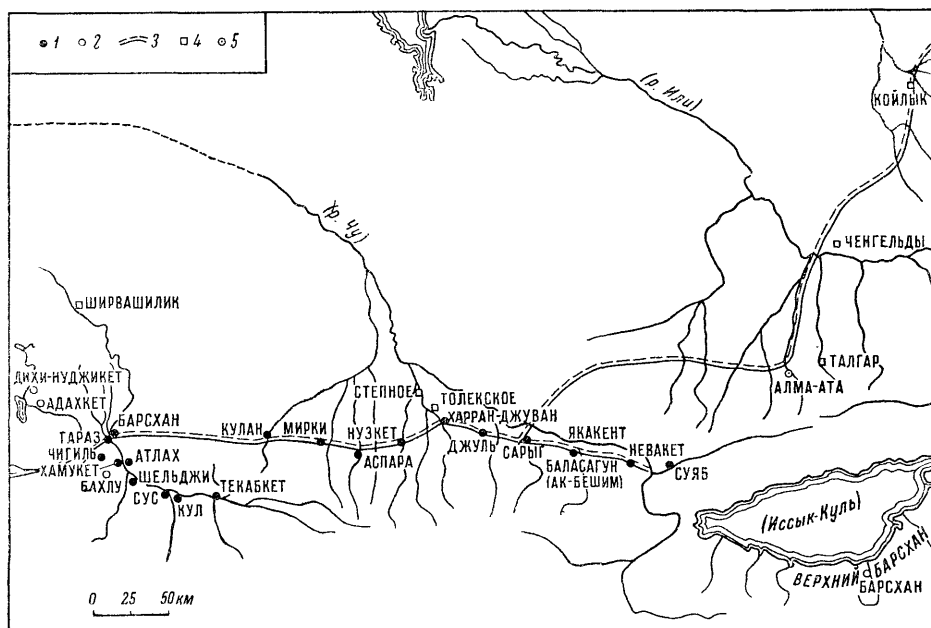 1 2 3 4 5
(р. Или)
КОЙЛЫК
(р. Чу)
ЧЕНГЕЛЬДЫ
ШИРВАШИЛИК
ТАЛГАР
ДИХИ-НУДЖИКЕТ
АЛМА-АТА
СТЕПНОЕ
АДАХКЕТ
ТОЛЕКСКОЕ
БАРСХАН
ХАРРАН-ДЖУВАН
КУЛАН
МИРКИ
НУЗКЕТ
ЯКАКЕНТ
ТАРАЗ
ДЖУЛЬ
САРЫГ
НЕВАКЕТ
ЧИГИЛЬ
АСПАРА
БАЛАСАГУН
(АК-БЕШИМ)
СУЯБ
ХАМУКЕТ
АТЛАХ
БАХЛУ
ШЕЛЬДЖИ
ТЕКАБКЕТ
СУС
КУЛ
(Иссык-Куль)
ВЕРХНИЙ
БАРСХАН
БАРСХАН
0 25 50 км